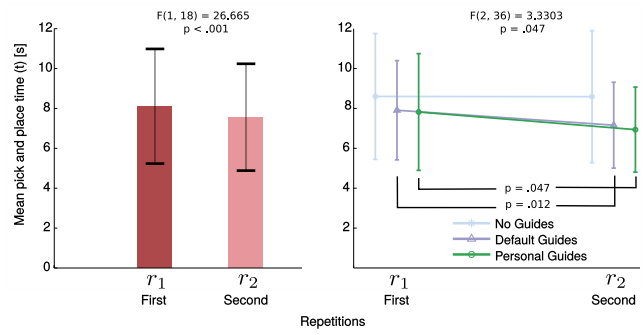 F(1, 18) = 26.665
p < .001
Mean pick and place time (t) [s]
12
10
8
6
4
2
0
r1
First
r2
Second
F(2, 36) = 3.3303
p = .047
12
10
8
6
4
2
p = .047
p = .012
No Guides
Default Guides
Personal Guides
r1
First
r2
Second
Repetitions